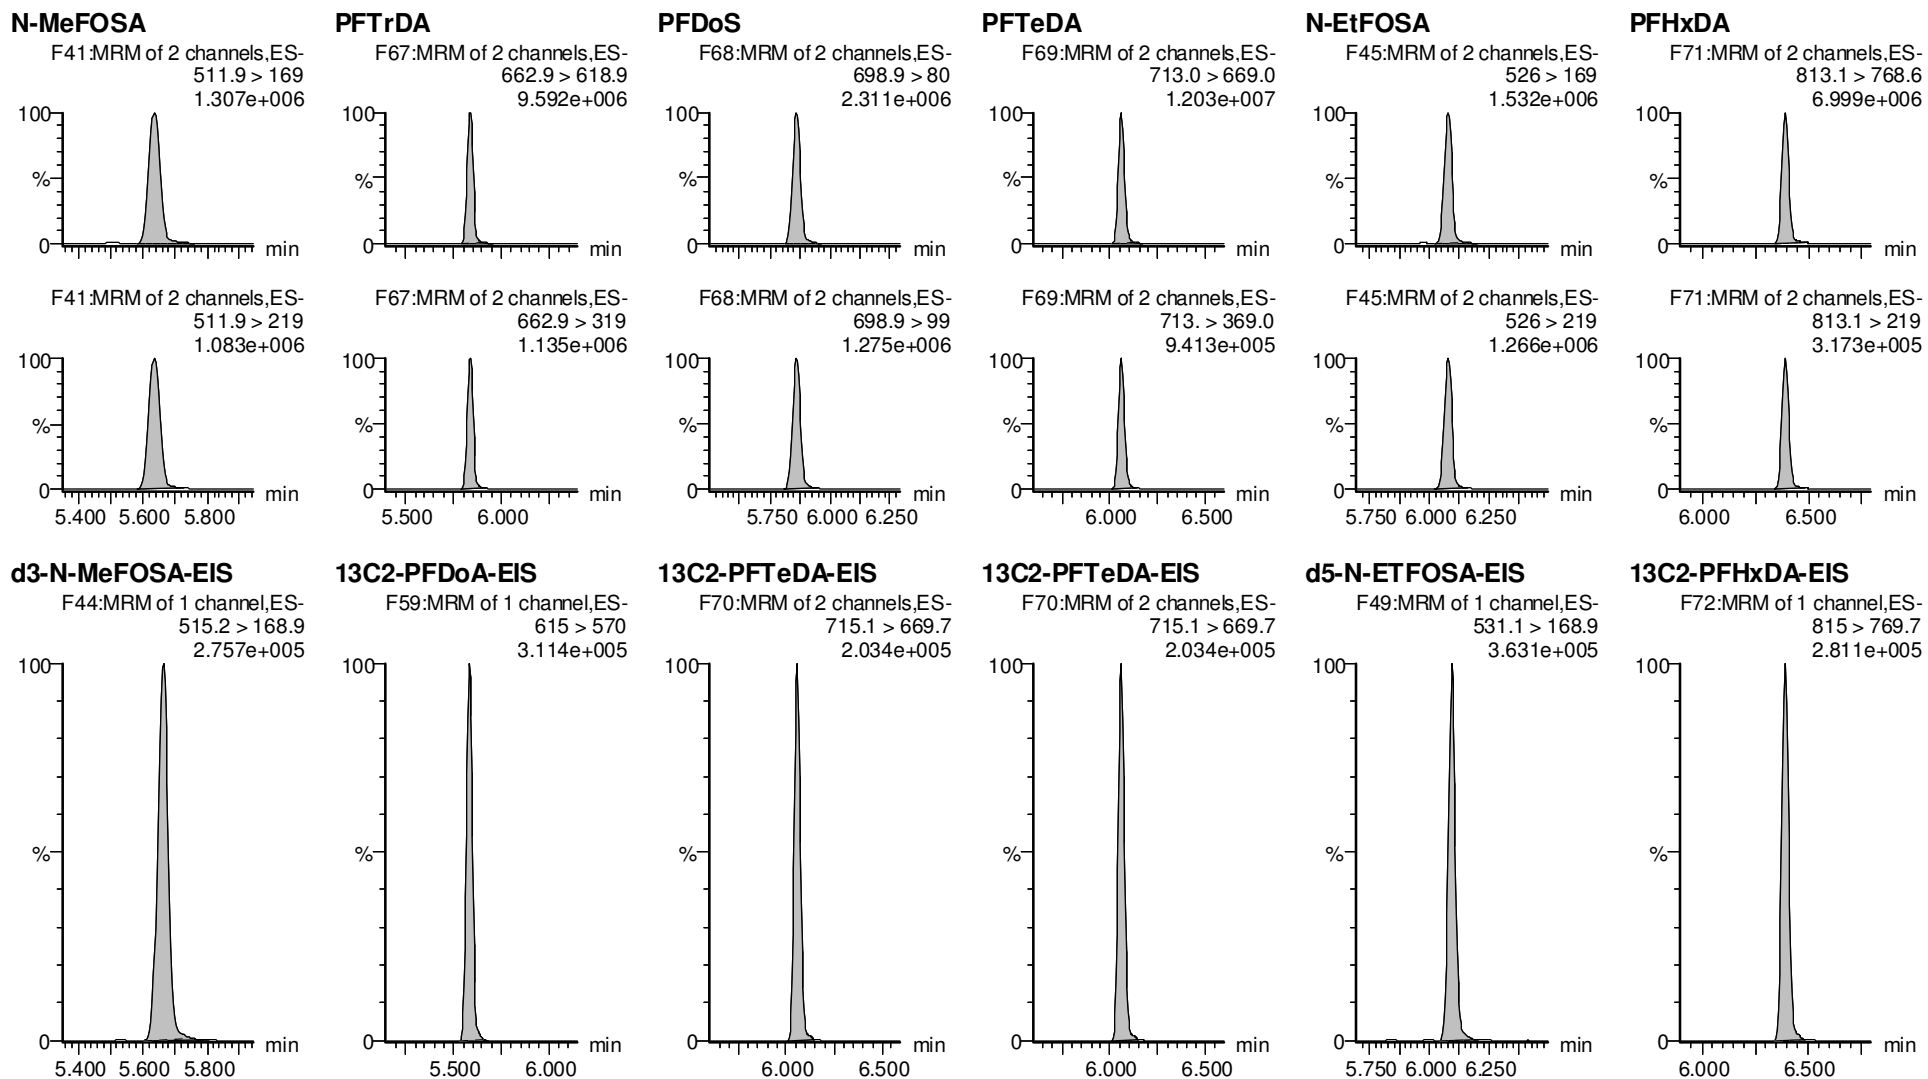 N-MeFOSA
F41:MRM of 2 channels,ES-
511.9 > 169
1.307e+006
100
%
0
min
F41:MRM of 2 channels,ES-
511.9 > 219
1.083e+006
100
%
0
min
5.400 5.600 5.800
PFTrDA
F67:MRM of 2 channels,ES-
662.9 > 618.9
9.592e+006
100
%
0
min
F67:MRM of 2 channels,ES-
662.9 > 319
1.135e+006
100
%
0
min
5.500 6.000
PFDoS
F68:MRM of 2 channels,ES-
698.9 > 80
2.311e+006
100
%
0
min
F68:MRM of 2 channels,ES-
698.9 > 99
1.275e+006
100
%
0
min
5.750 6.000 6.250
PFTeDA
F69:MRM of 2 channels,ES-
713.0 > 669.0
1.203e+007
100
%
0
min
F69:MRM of 2 channels,ES-
713. > 369.0
9.413e+005
100
%
0
min
6.000 6.500
N-EtFOSA
F45:MRM of 2 channels,ES-
526 > 169
1.532e+006
100
%
0
min
F45:MRM of 2 channels,ES-
526 > 219
1.266e+006
100
%
0
min
5.750 6.000 6.250
PFHxDA
F71:MRM of 2 channels,ES-
813.1 > 768.6
6.999e+006
100
%
0
min
F71:MRM of 2 channels,ES-
813.1 > 219
3.173e+005
100
%
0
min
6.000 6.500
d3-N-MeFOSA-EIS
F44:MRM of 1 channel,ES-
515.2 > 168.9
2.757e+005
100
%
0
min
5.400 5.600 5.800
13C2-PFDoA-EIS
F59:MRM of 1 channel,ES-
615 > 570
3.114e+005
100
%
0
min
5.500 6.000
13C2-PFTeDA-EIS
F70:MRM of 2 channels,ES-
715.1 > 669.7
2.034e+005
100
%
0
min
6.000 6.500
13C2-PFTeDA-EIS
F70:MRM of 2 channels,ES-
715.1 > 669.7
2.034e+005
100
%
0
min
6.000 6.500
d5-N-ETFOSA-EIS
F49:MRM of 1 channel,ES-
531.1 > 168.9
3.631e+005
100
%
0
min
5.750 6.000 6.250
13C2-PFHxDA-EIS
F72:MRM of 1 channel,ES-
815 > 769.7
2.811e+005
100
%
0
min
6.000 6.500